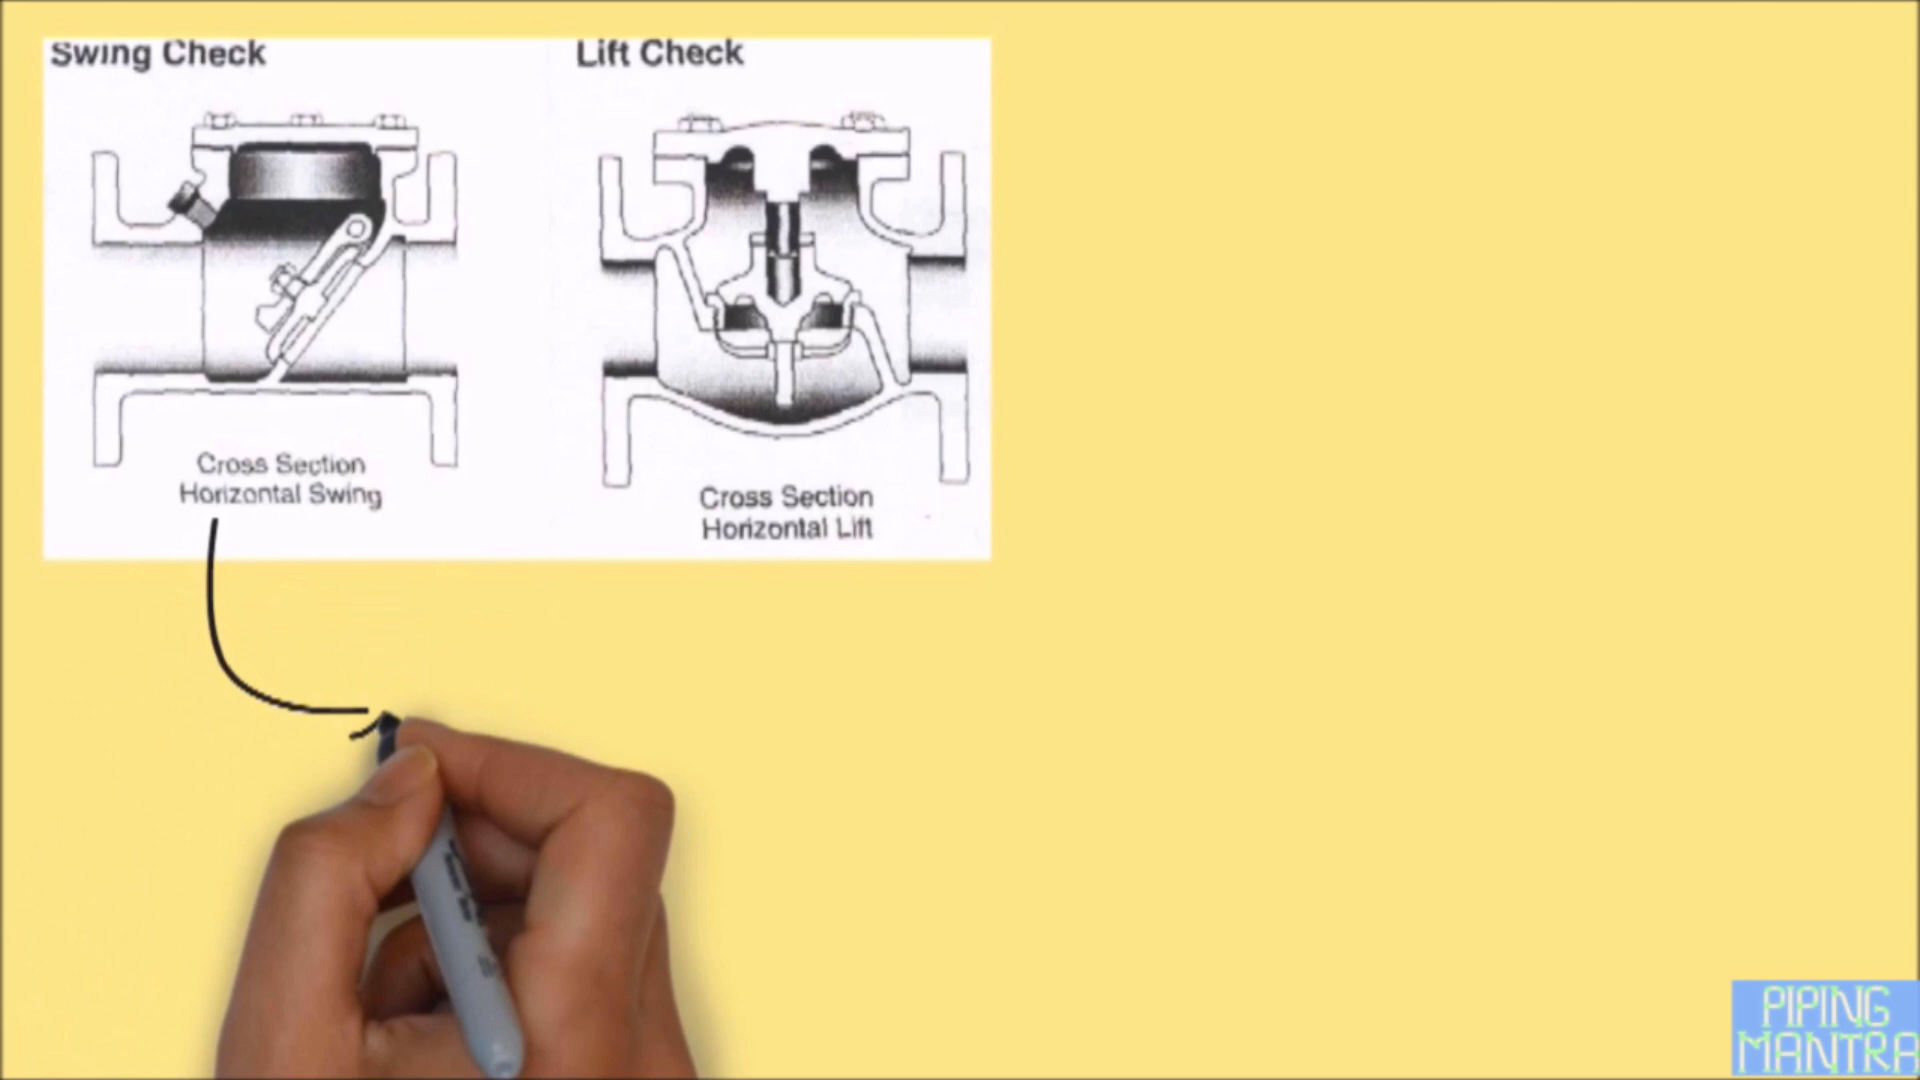 Swing Check
Lift Check
Cross Section
Horizontal Swing
Cross Section
Horizontal Lift
PIPING
MANTRA